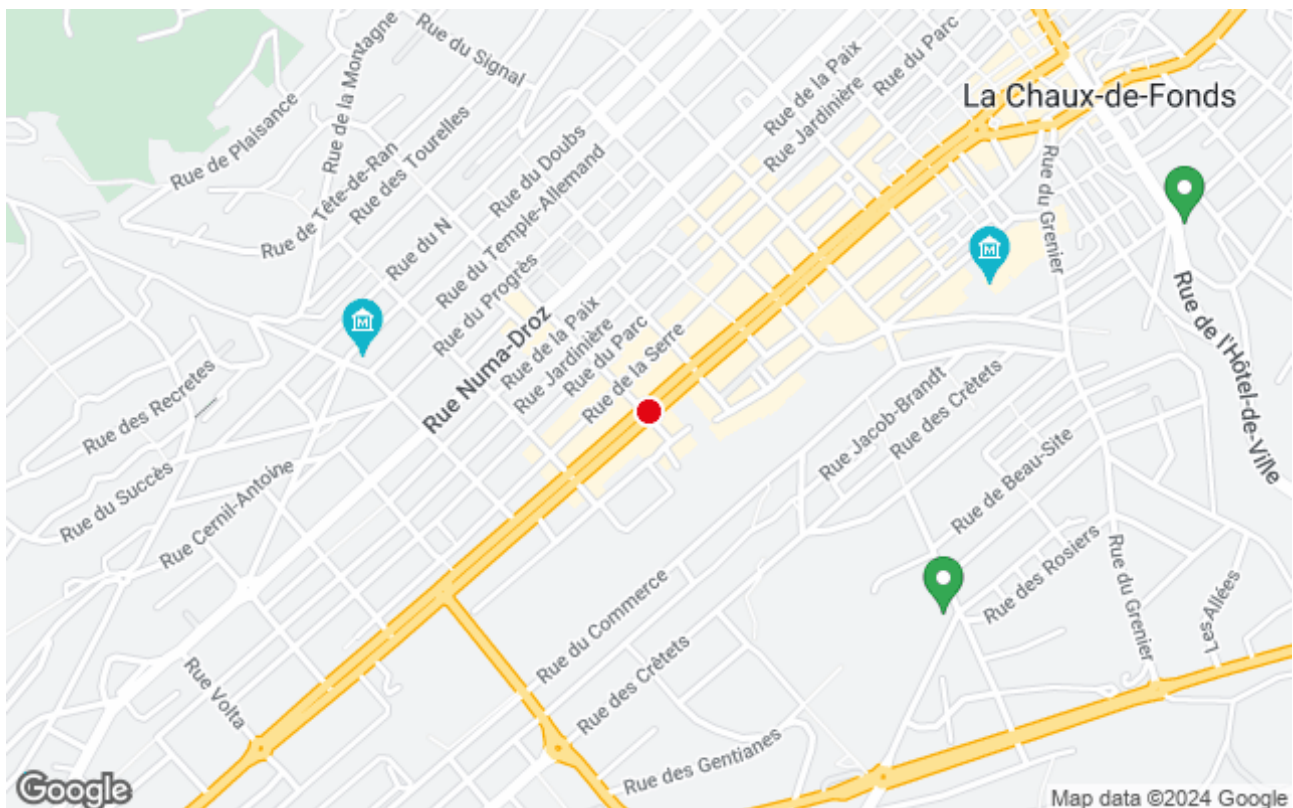 Rue du Signal
Rue de la Montagne
Rue de Plaisance
Rue de Tête-de-Ran
Rue des Tourelles
Rue du N
Rue du Doubs
Rue du Temple-Allemand
Rue du Progrès
Rue Numa-Droz
Rue de la Paix
Rue Jardinière
Rue du Parc
Rue de la Serre
Rue de la Paix
Rue Jardinière
Rue du Parc
La Chaux-de-Fonds
Rue du Grenier
Rue de l'Hôtel-de-Ville
M
M
Rue des Recretes
Rue du Succès
Rue Cernil-Antoine
Rue Jacob-Brandt
Rue des Crêtets
Rue de Beau-Site
Rue des Rosiers
Rue du Grenier
Les-Allées
Rue Volta
Rue du Commerce
Rue des Crêtets
Rue des Gentianes
Google
Map data ©2024 Google